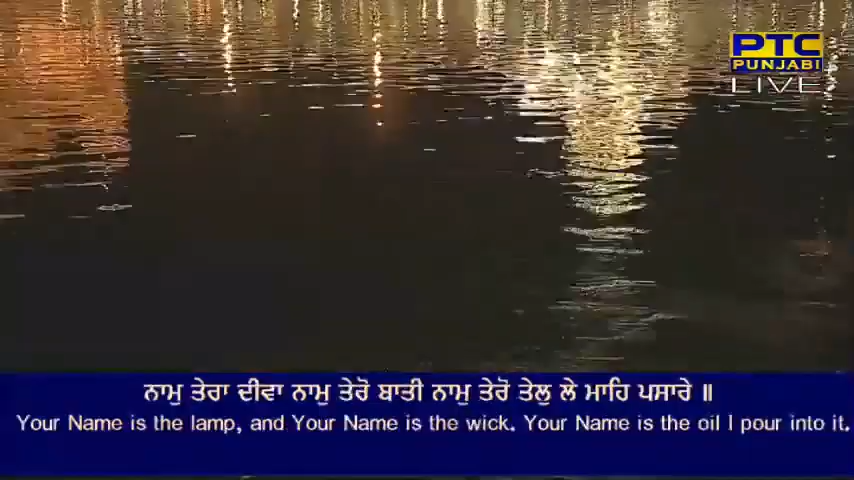 PTC
PUNJABI
LIVE
ਨਾਮੁ ਤੇਰਾ ਦੀਵਾ ਨਾਮੁ ਤੇਰੋ ਬਾਤੀ ਨਾਮੁ ਤੇਰੋ ਤੇਲੁ ਲੇ ਮਾਹਿ ਪਸਾਰੇ ॥
Your Name is the lamp, and Your Name is the wick. Your Name is the oil I pour into it.